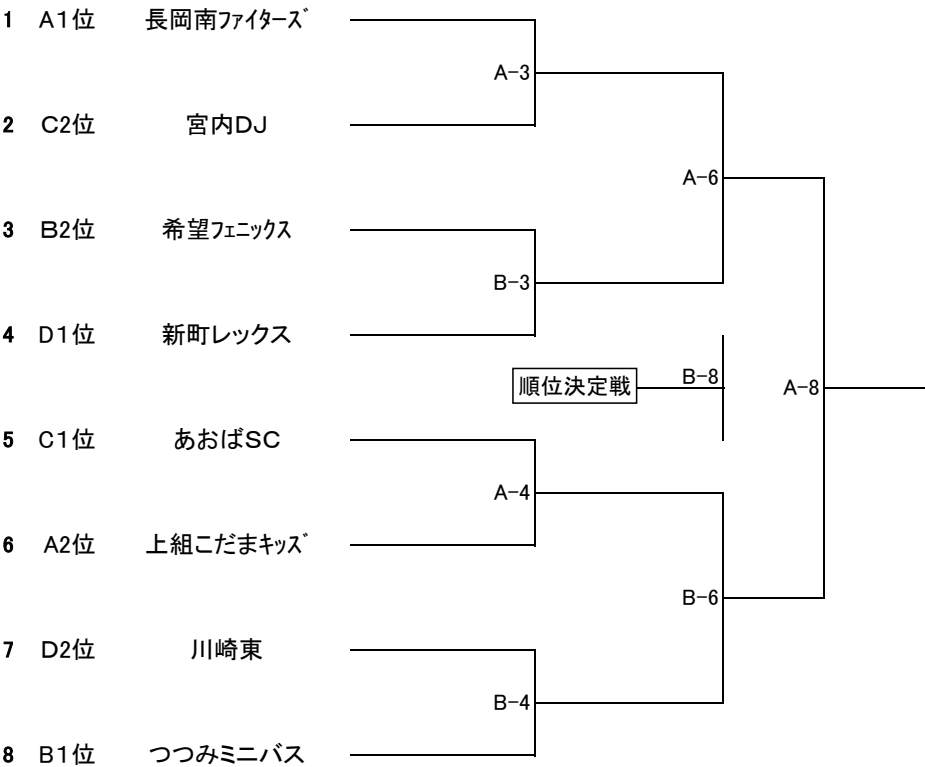 1 A1位 長岡南ファイターズ
A-3
2 C2位 宮内DJ
A-6
3 B2位 希望フェニックス
B-3
4 D1位 新町レックス
順位決定戦 B-8 A-8
5 C1位 あおばSC
A-4
6 A2位 上組こだまキッズ
B-6
7 D2位 川崎東
B-4
8 B1位 つつみミニバス